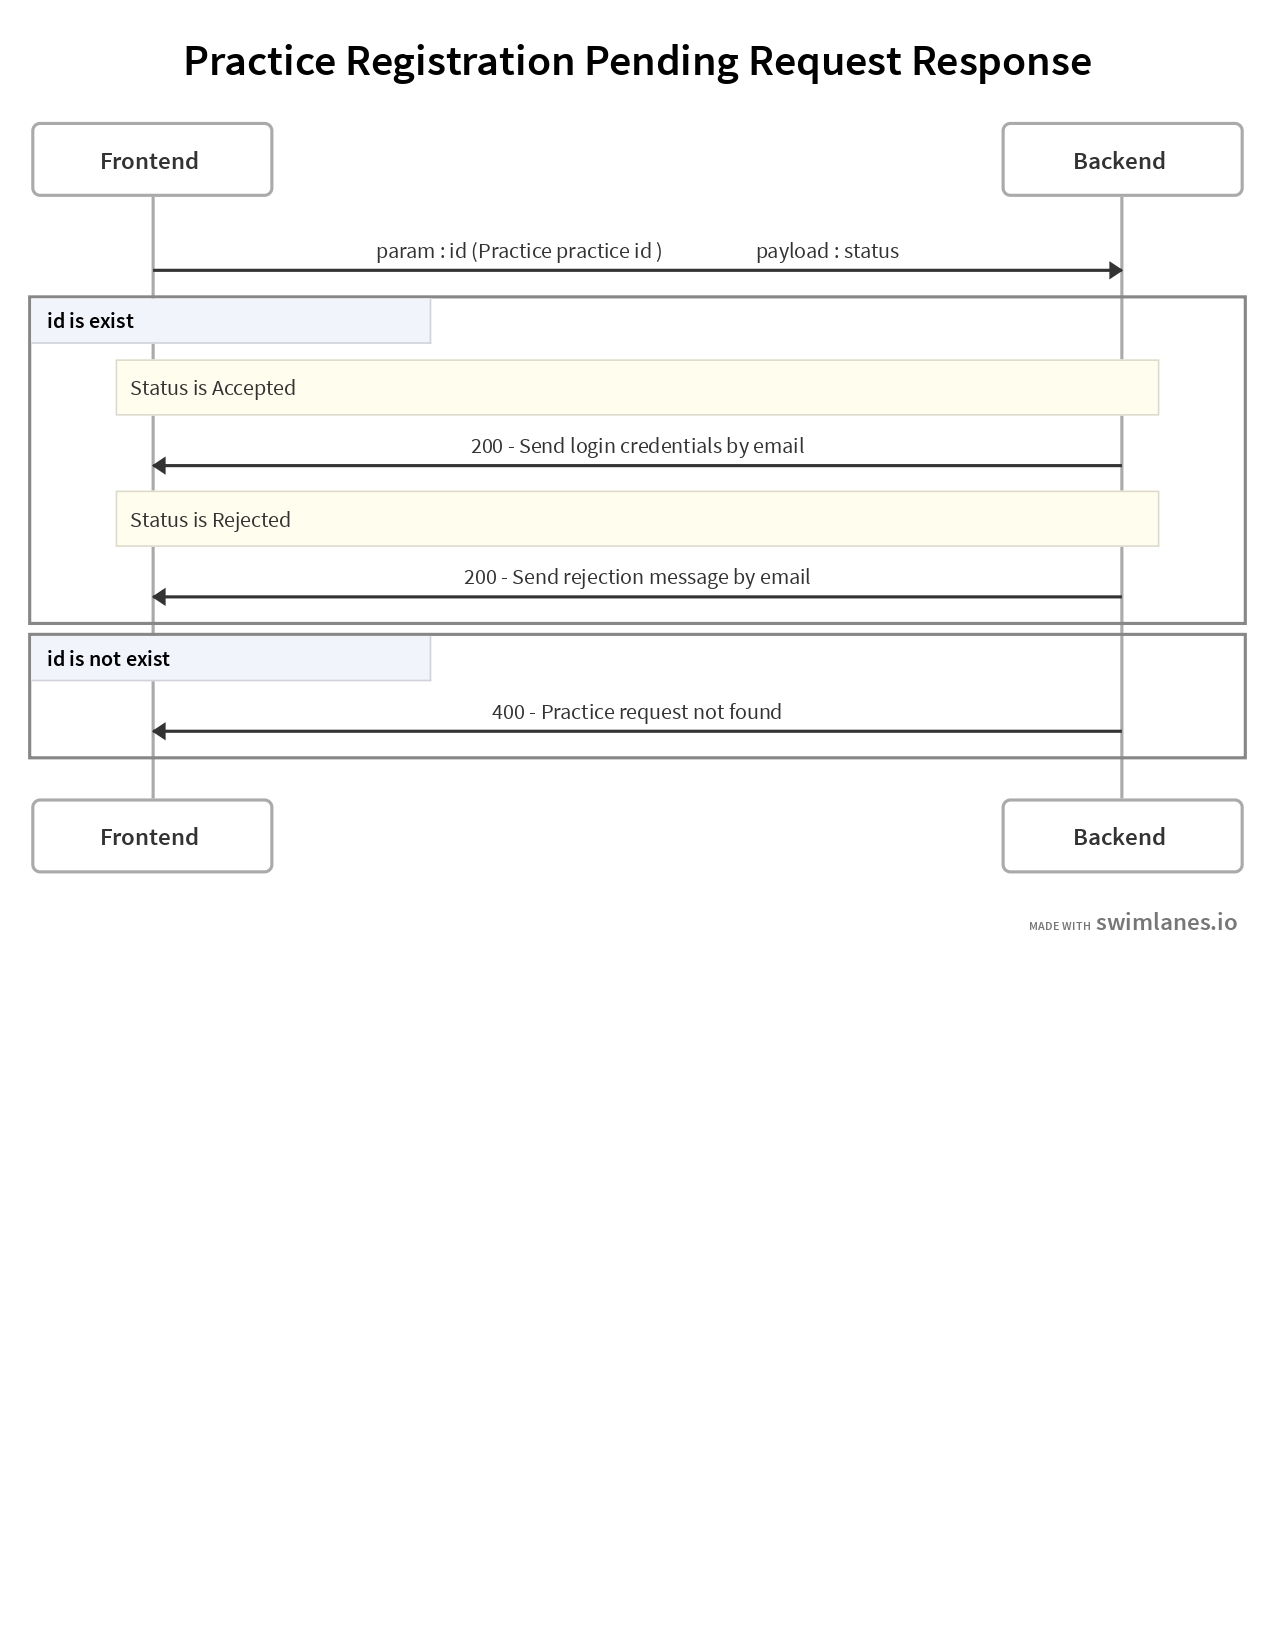 Practice Registration Pending Request Response
Frontend
Backend
param : id (Practice practice id ) payload : status
id is exist
Status is Accepted
200 - Send login credentials by email
Status is Rejected
200 - Send rejection message by email
id is not exist
400 - Practice request not found
Frontend
Backend
MADE WITH swimlanes.io